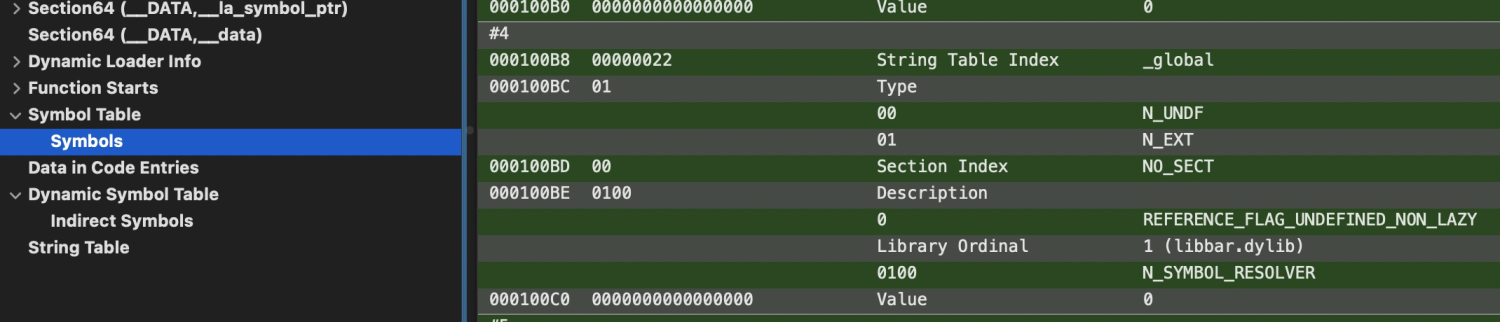 Section64 (__DATA,__la_symbol_ptr)
Section64 (__DATA,__data)
Dynamic Loader Info
Function Starts
Symbol Table
Symbols
Data in Code Entries
Dynamic Symbol Table
Indirect Symbols
String Table
000100B0 0000000000000000 Value 0
#4
000100B8 00000022 String Table Index _global
000100BC 01 Type
00 N_UNDF
01 N_EXT
000100BD 00 Section Index NO_SECT
000100BE 0100 Description
0 REFERENCE_FLAG_UNDEFINED_NON_LAZY
Library Ordinal 1 (libbar.dylib)
0100 N_SYMBOL_RESOLVER
000100C0 0000000000000000 Value 0